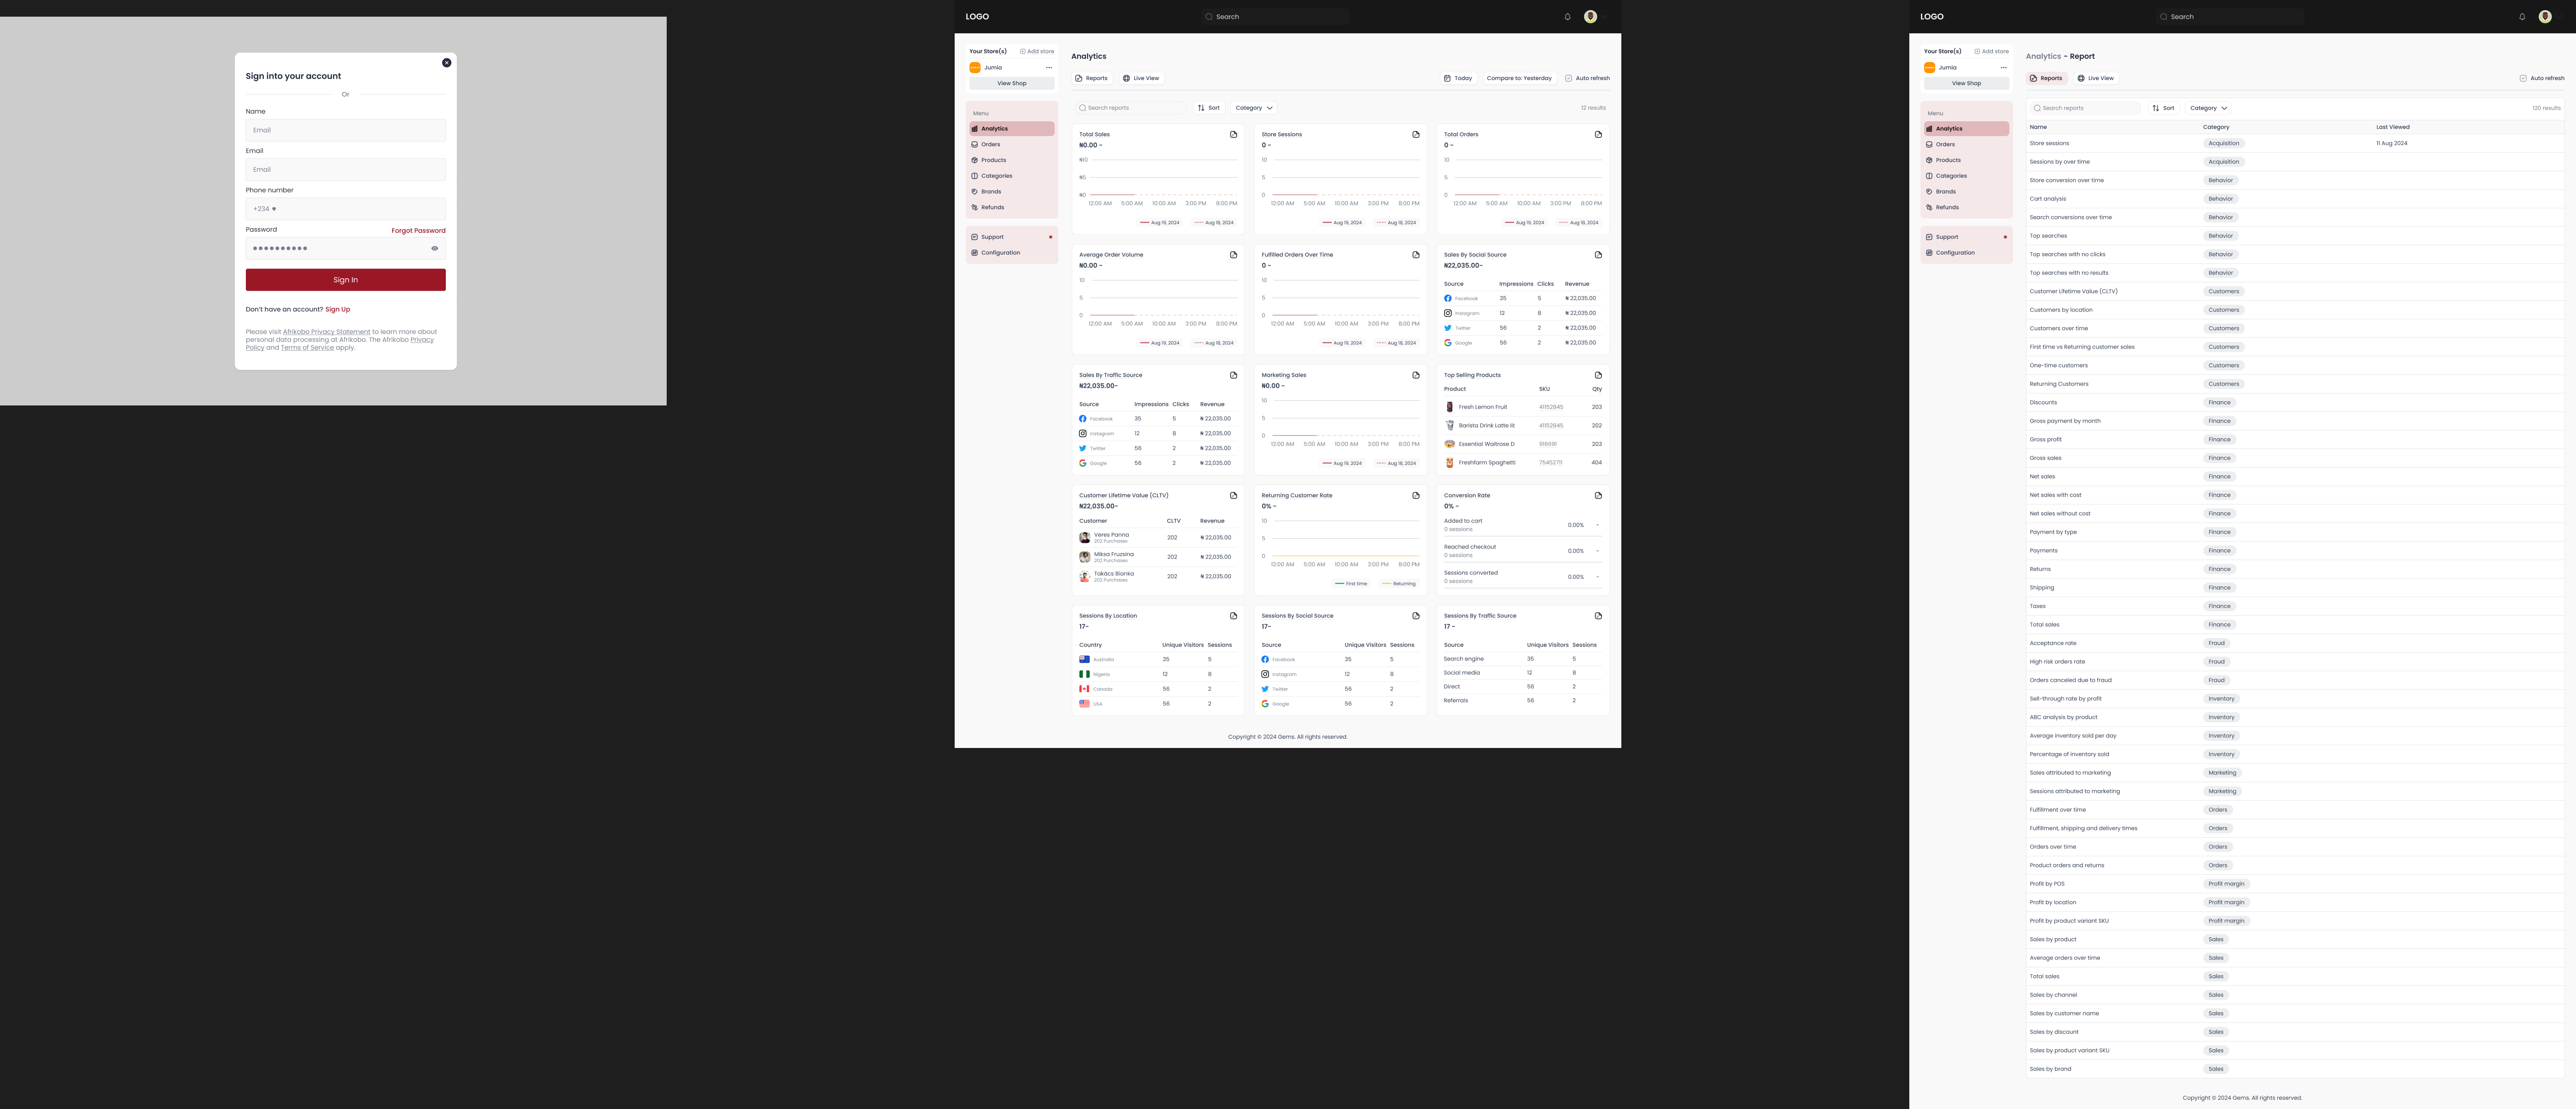 Sign into your account
Or
Name
Email
Email
Email
Phone number
+234
Password
Forgot Password
Sign In
Don't have an account? Sign Up
Please visit Afrikobo Privacy Statement to learn more about
personal data processing at Afrikobo. The Afrikobo Privacy
Policy and Terms of Service apply.
LOGO
Search
Your Store(s)
Add store
Jumia
View Shop
Menu
Analytics
Orders
Products
Categories
Brands
Refunds
Support
Configuration
Analytics
Reports
Live View
Today
Compare to: Yesterday
Auto refresh
Search reports
Sort
Category
12 results
Total Sales
₦0.00 -
₦10
₦5
₦0
12:00 AM 5:00 AM 10:00 AM 3:00 PM 8:00 PM
Aug 19, 2024 Aug 18, 2024
Store Sessions
0 -
10
5
0
12:00 AM 5:00 AM 10:00 AM 3:00 PM 8:00 PM
Aug 19, 2024 Aug 18, 2024
Total Orders
0 -
10
5
0
12:00 AM 5:00 AM 10:00 AM 3:00 PM 8:00 PM
Aug 19, 2024 Aug 18, 2024
Average Order Volume
₦0.00 -
10
5
0
12:00 AM 5:00 AM 10:00 AM 3:00 PM 8:00 PM
Aug 19, 2024 Aug 18, 2024
Fulfilled Orders Over Time
0 -
10
5
0
12:00 AM 5:00 AM 10:00 AM 3:00 PM 8:00 PM
Aug 19, 2024 Aug 18, 2024
Sales By Social Source
₦22,035.00-
Source Impressions Clicks Revenue
Facebook 35 5 ₦ 22,035.00
Instagram 12 8 ₦ 22,035.00
Twitter 56 2 ₦ 22,035.00
Google 56 2 ₦ 22,035.00
Sales By Traffic Source
₦22,035.00-
Source Impressions Clicks Revenue
Facebook 35 5 ₦ 22,035.00
Instagram 12 8 ₦ 22,035.00
Twitter 56 2 ₦ 22,035.00
Google 56 2 ₦ 22,035.00
Marketing Sales
₦0.00 -
10
5
0
12:00 AM 5:00 AM 10:00 AM 3:00 PM 8:00 PM
Aug 19, 2024 Aug 18, 2024
Top Selling Products
Product SKU Qty
Fresh Lemon Fruit 41152845 203
Barista Drink Latte lit 41152845 202
Essential Waitrose D 203
Freshfarm Spaghetti 75452711 404
Customer Lifetime Value (CLTV)
₦22,035.00-
Customer CLTV Revenue
Veres Panna 202 ₦ 22,035.00
202 Purchases
Miksa Fruzsina 202 ₦ 22,035.00
202 Purchases
Takács Bianka 202 ₦ 22,035.00
202 Purchases
Returning Customer Rate
0% -
10
5
0
12:00 AM 5:00 AM 10:00 AM 3:00 PM 8:00 PM
First time Returning
Conversion Rate
0% -
Added to cart 0.00% -
0 sessions
Reached checkout 0.00% -
0 sessions
Sessions converted 0.00% -
0 sessions
Sessions By Location
17-
Country Unique Visitors Sessions
Australia 35 5
Nigeria 12 8
Canada 56 2
USA 56 2
Sessions By Social Source
17-
Source Unique Visitors Sessions
Facebook 35 5
Instagram 12 8
Twitter 56 2
Google 56 2
Sessions By Traffic Source
17 -
Source Unique Visitors Sessions
Search engine 35 5
Social media 12 8
Direct 56 2
Referrals 56 2
Copyright © 2024 Gerns. All rights reserved.
LOGO
Search
Your Store(s)
Add store
Jumia
View Shop
Menu
Analytics
Orders
Products
Categories
Brands
Refunds
Support
Configuration
Analytics - Report
Reports
Live View
Auto refresh
Search reports
Sort
Category
120 results
Name Category Last Viewed
Store sessions Acquisition 11 Aug 2024
Sessions by over time Acquisition
Store conversion over time Behavior
Cart analysis Behavior
Search conversions over time Behavior
Top searches Behavior
Top searches with no clicks Behavior
Top searches with no results Behavior
Customer Lifetime Value (CLTV) Customers
Customers by location Customers
Customers over time Customers
First time vs Returning customer sales Customers
One-time customers Customers
Returning Customers Customers
Discounts Finance
Gross payment by month Finance
Gross profit Finance
Gross sales Finance
Net sales Finance
Net sales with cost Finance
Net sales without cost Finance
Payment by type Finance
Payments Finance
Returns Finance
Shipping Finance
Taxes Finance
Total sales Finance
Acceptance rate Fraud
High risk orders rate Fraud
Orders canceled due to fraud Fraud
Sell-through rate by profit Inventory
ABC analysis by product Inventory
Average inventory sold per day Inventory
Percentage of inventory sold Inventory
Sales attributed to marketing Marketing
Sessions attributed to marketing Marketing
Fulfillment over time Orders
Fulfillment, shipping and delivery times Orders
Orders over time Orders
Product orders and returns Orders
Profit by POS Profit margin
Profit by location Profit margin
Profit by product variant SKU Profit margin
Sales by product Sales
Average orders over time Sales
Total sales Sales
Sales by channel Sales
Sales by customer name Sales
Sales by discount Sales
Sales by product variant SKU Sales
Sales by brand Sales
Copyright © 2024 Gerns. All rights reserved.